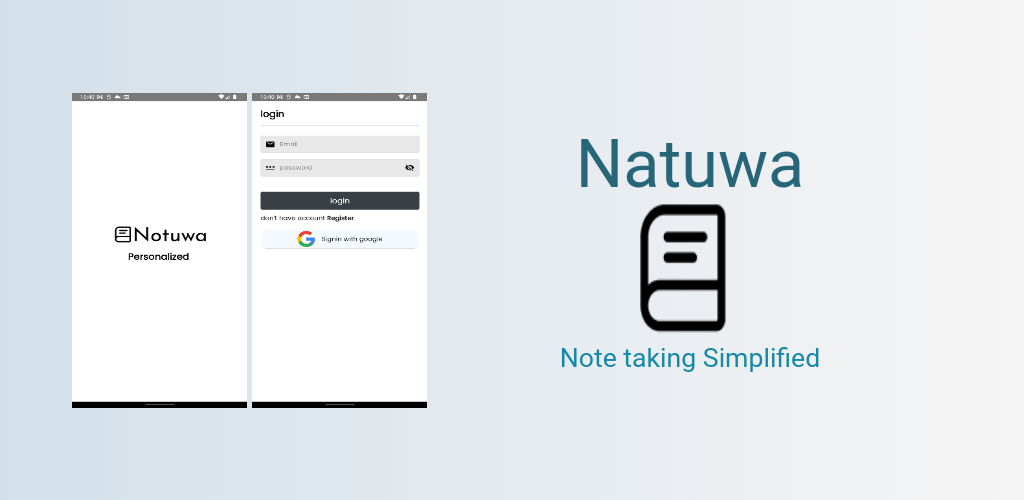 10:40
Notuwa
Personalized
10:40
login
Email
password
login
don't have account Register
Signin with google
Natuwa
Note taking Simplified